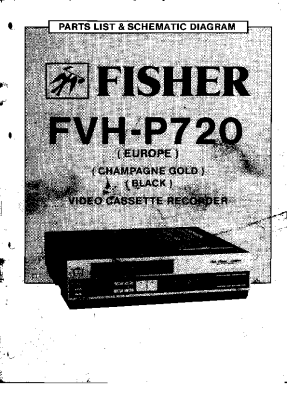 PARTS LIST & SCHEMATIC DIAGRAM
FISHER
FVH-P720
( EUROPE )
( CHAMPAGNE GOLD )
( BLACK )
VIDEO CASSETTE RECORDER